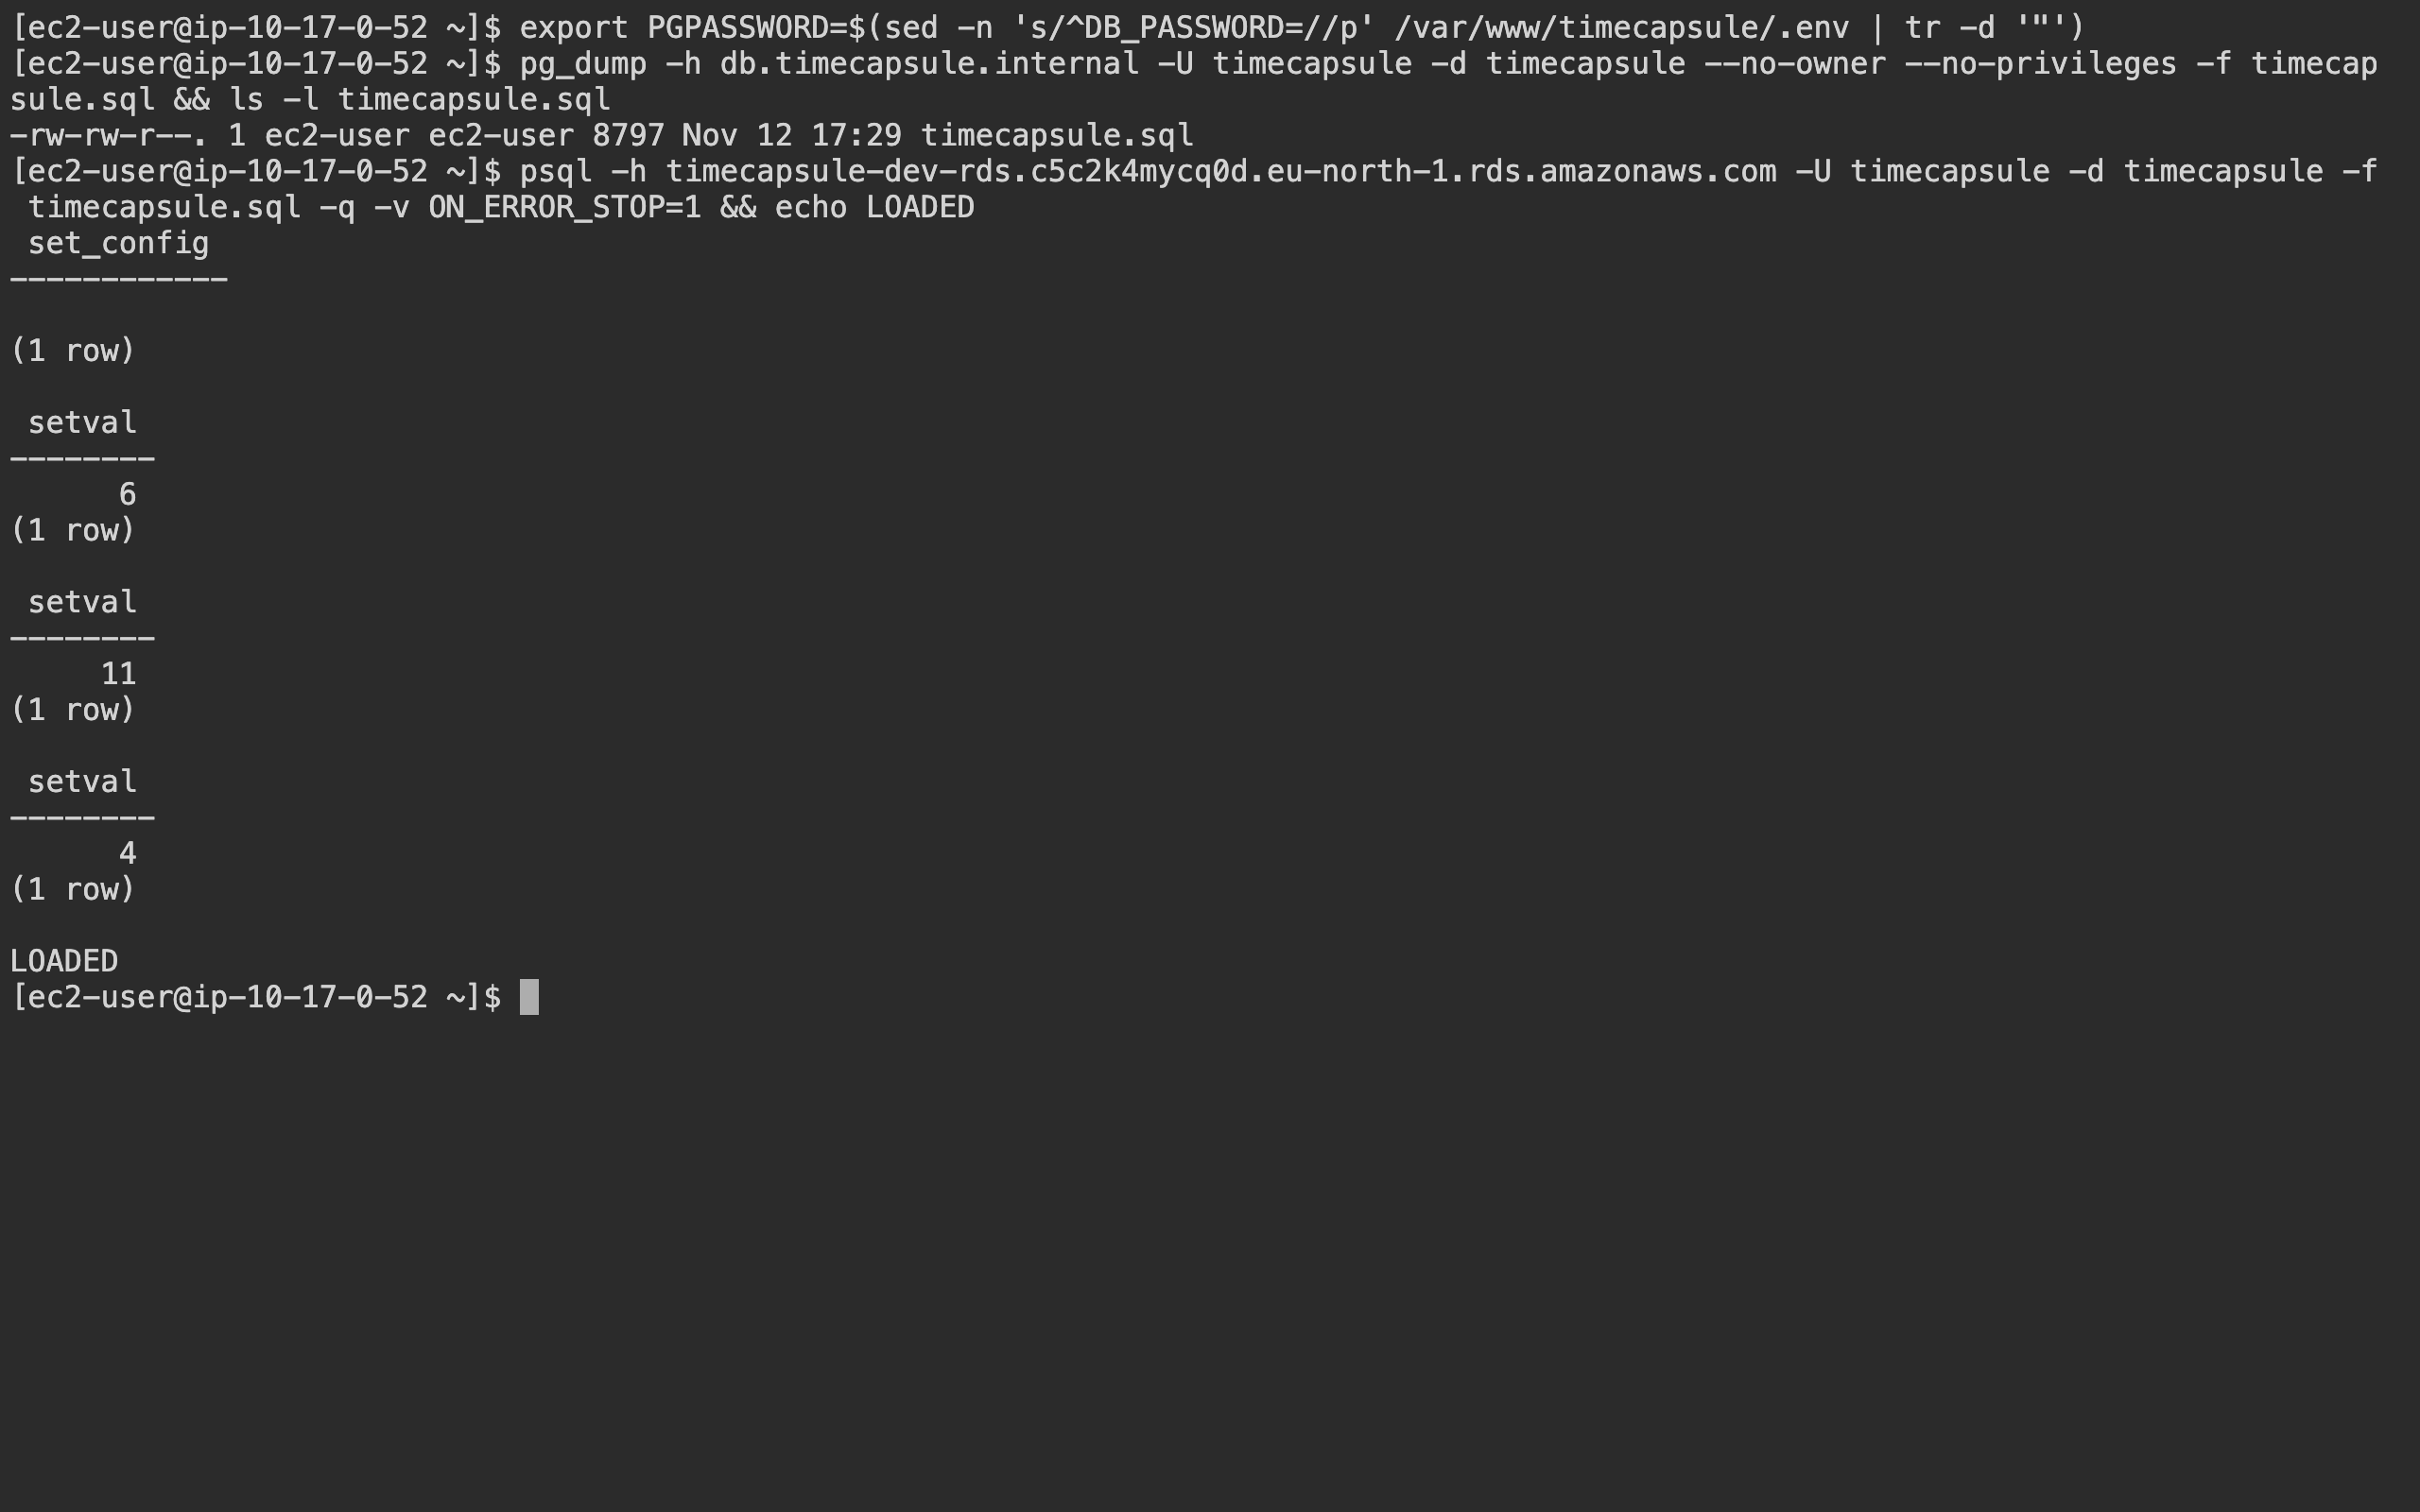 [ec2-user@ip-10-17-0-52 ~]$ export PGPASSWORD=$(sed -n 's/^DB_PASSWORD=//p' /var/www/timecapsule/.env | tr -d '"')
[ec2-user@ip-10-17-0-52 ~]$ pg_dump -h db.timecapsule.internal -U timecapsule -d timecapsule --no-owner --no-privileges -f timecap
sule.sql && ls -l timecapsule.sql
-rw-rw-r--. 1 ec2-user ec2-user 8797 Nov 12 17:29 timecapsule.sql
[ec2-user@ip-10-17-0-52 ~]$ psql -h timecapsule-dev-rds.c5c2k4mycq0d.eu-north-1.rds.amazonaws.com -U timecapsule -d timecapsule -f
 timecapsule.sql -q -v ON_ERROR_STOP=1 && echo LOADED
 set_config
------------

(1 row)

 setval
--------
      6
(1 row)

 setval
--------
     11
(1 row)

 setval
--------
      4
(1 row)

LOADED
[ec2-user@ip-10-17-0-52 ~]$